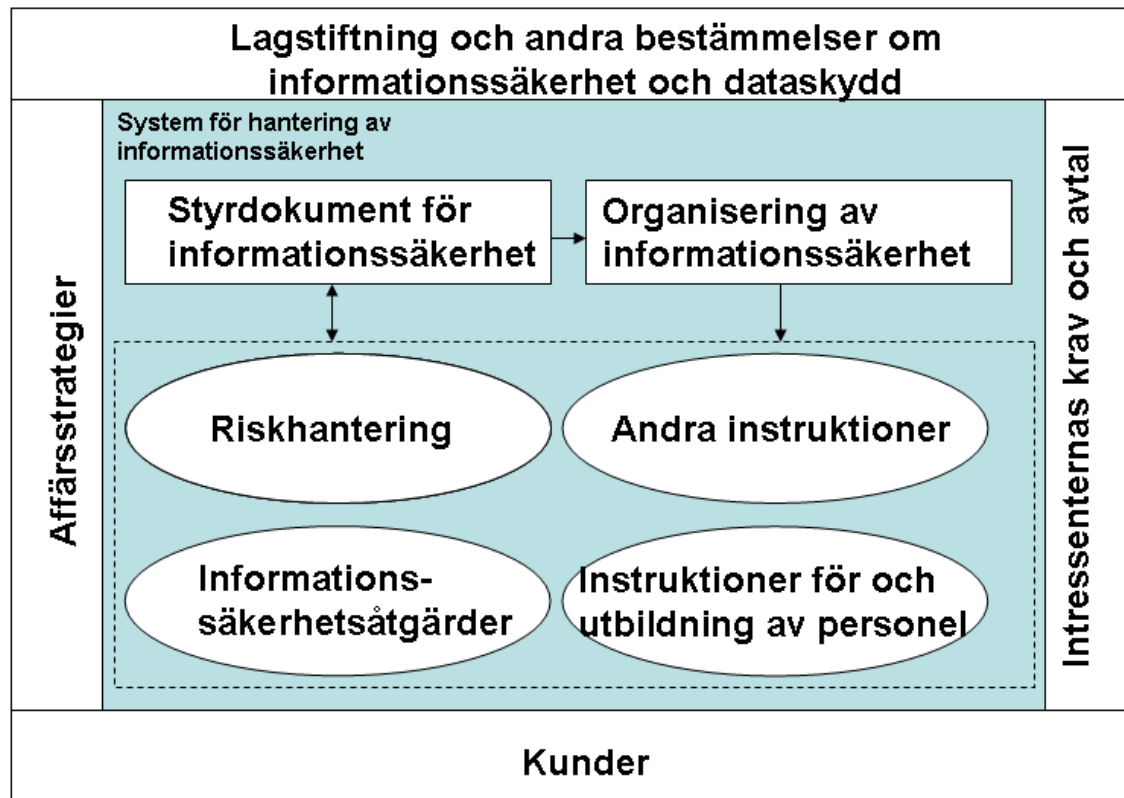 Lagstiftning och andra bestämmelser om
informationssäkerhet och dataskydd
Affärsstrategier
System för hantering av
informationssäkerhet
Styrdokument för
informationssäkerhet
Organisering av
informationssäkerhet
Riskhantering
Andra instruktioner
Informations-
säkerhetsåtgärder
Instruktioner för och
utbildning av personel
Intressenternas krav och avtal
Kunder